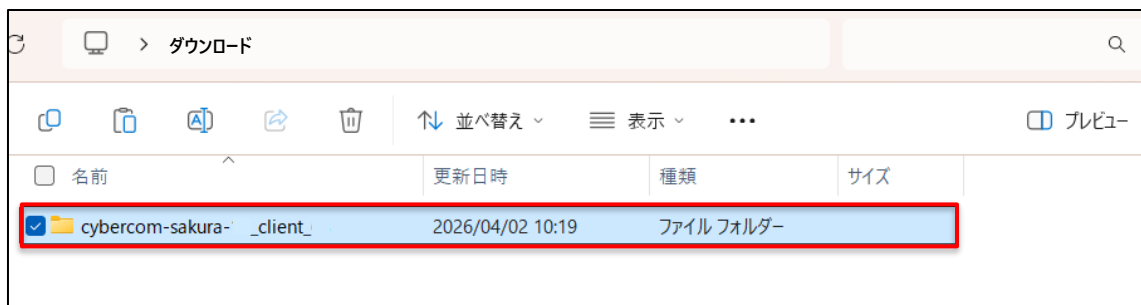 ダウンロード
並べ替え 表示 プレビュー
名前 更新日時 種類 サイズ
cybercom-sakura- _client_ 2026/04/02 10:19 ファイル フォルダー